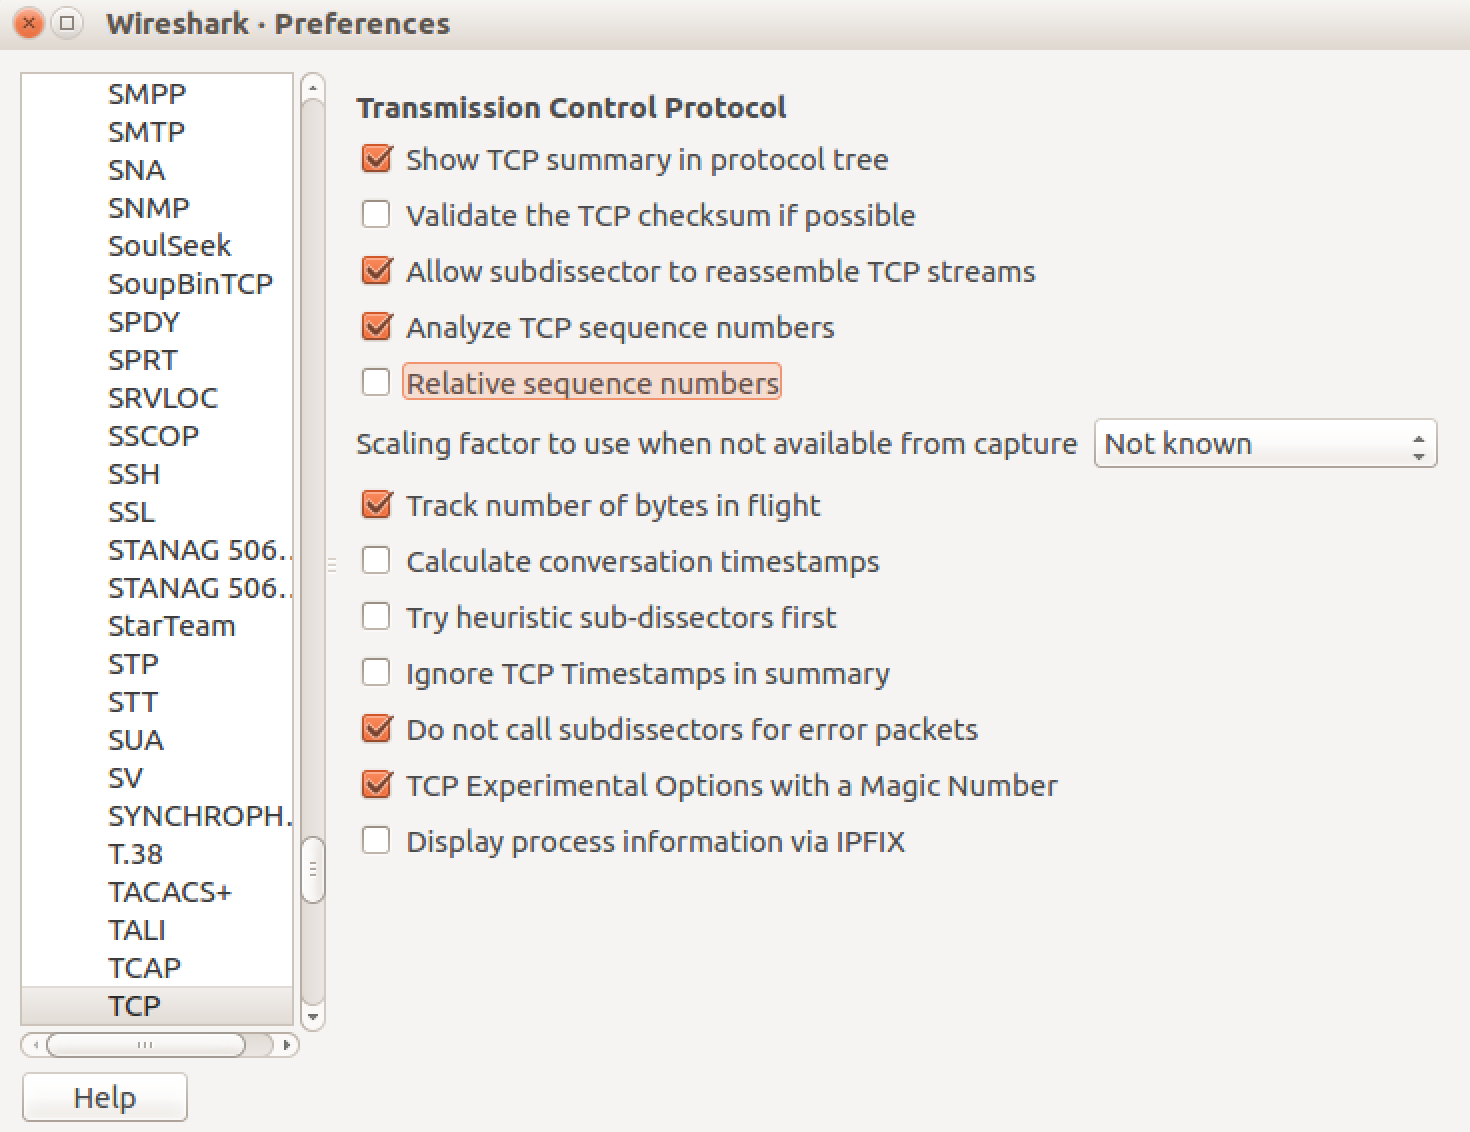 Wireshark · Preferences
SMPP
SMTP
SNA
SNMP
SoulSeek
SoupBinTCP
SPDY
SPRT
SRVLOC
SSCOP
SSH
SSL
STANAG 506..
STANAG 506..
StarTeam
STP
STT
SUA
SV
SYNCHROPH.
T.38
TACACS+
TALI
TCAP
TCP
Help
Transmission Control Protocol
Show TCP summary in protocol tree
Validate the TCP checksum if possible
Allow subdissector to reassemble TCP streams
Analyze TCP sequence numbers
Relative sequence numbers
Scaling factor to use when not available from capture Not known
Track number of bytes in flight
Calculate conversation timestamps
Try heuristic sub-dissectors first
Ignore TCP Timestamps in summary
Do not call subdissectors for error packets
TCP Experimental Options with a Magic Number
Display process information via IPFIX